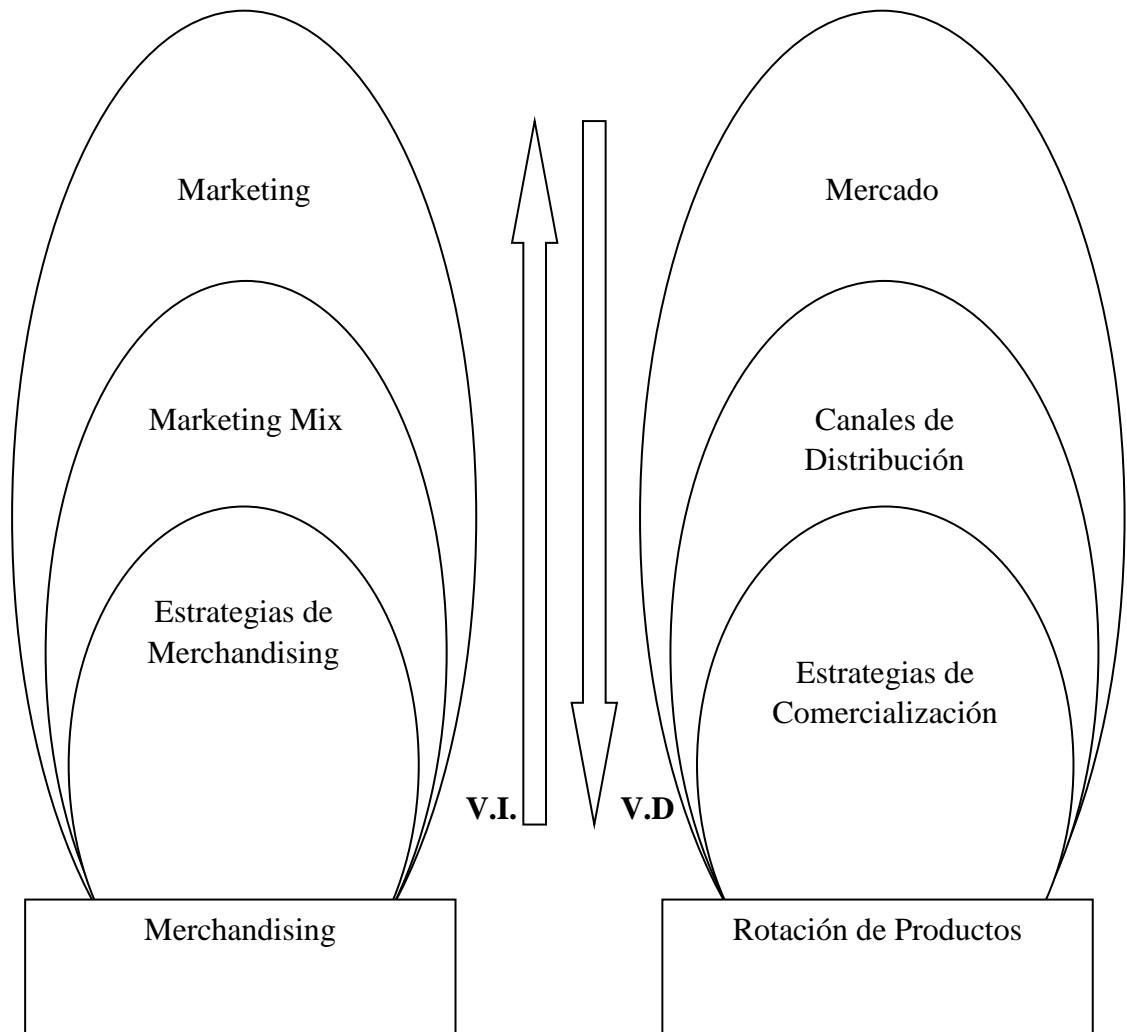 Marketing
Marketing Mix
Estrategias de
Merchandising
Merchandising
V.I.
V.D
Mercado
Canales de
Distribución
Estrategias de
Comercialización
Rotación de Productos